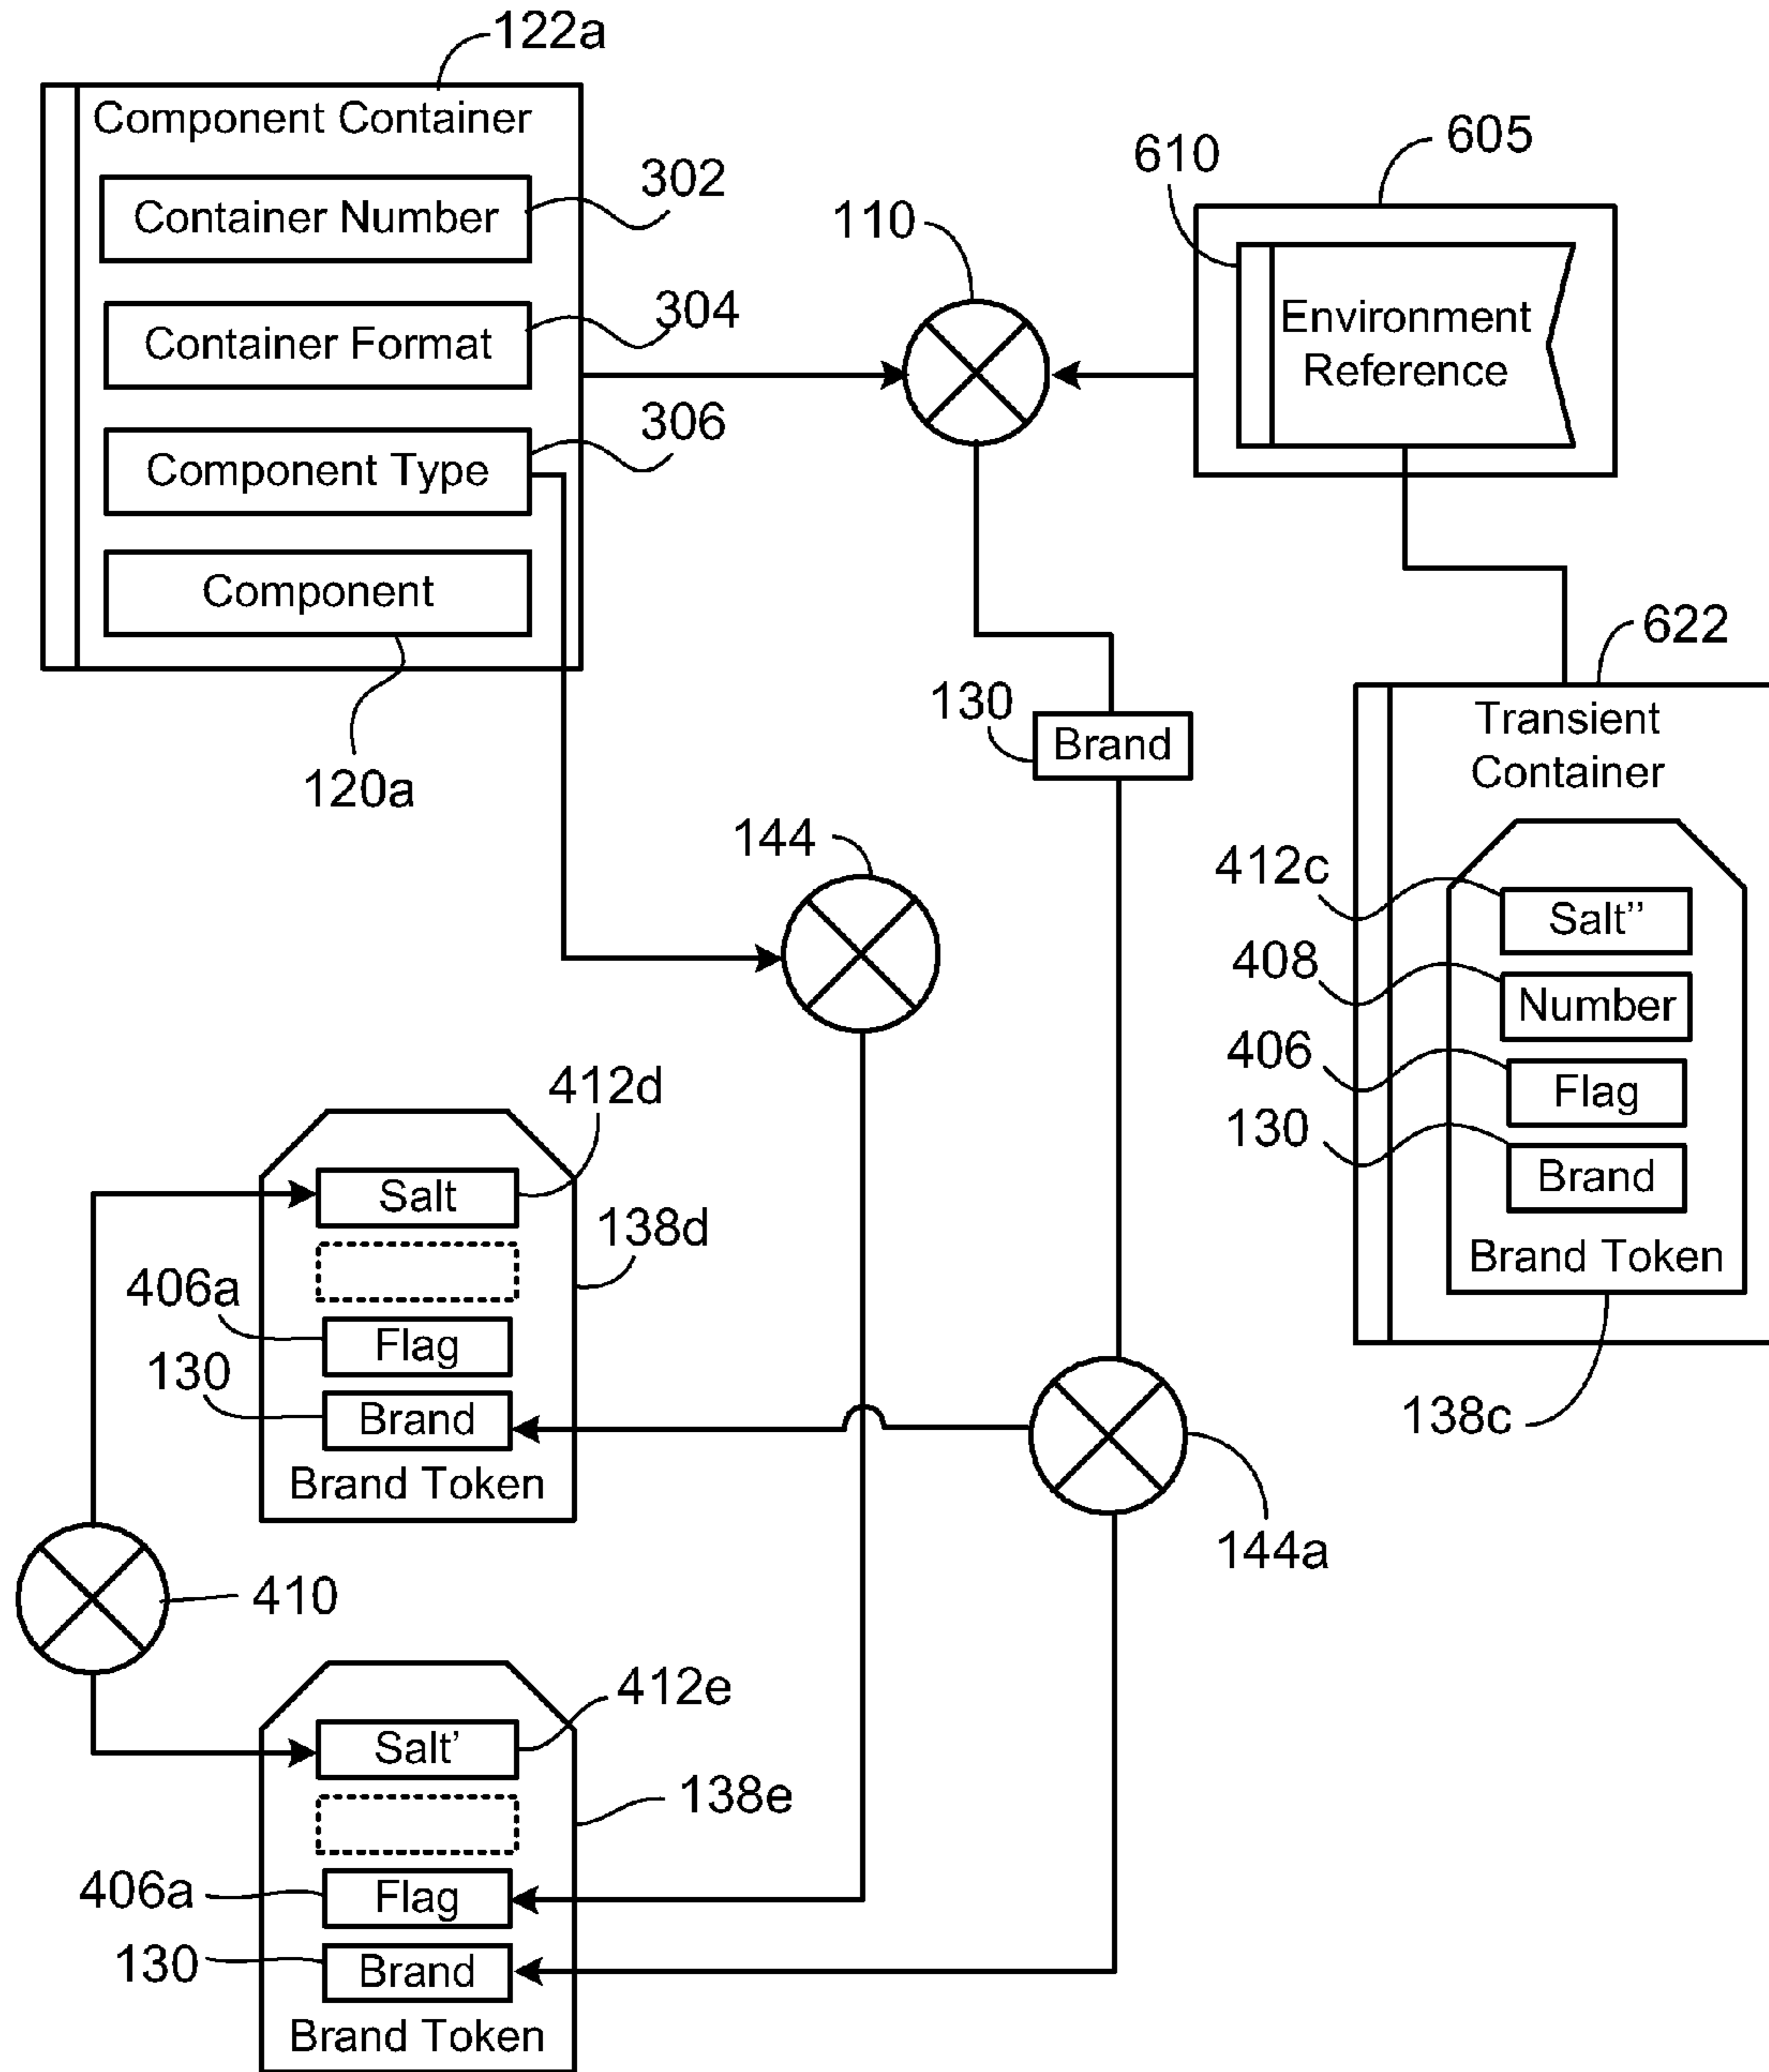 122a
Component Container
Container Number
302
Container Format
304
Component Type
306
Component
120a
110
605
610
Environment
Reference
130
Brand
622
Transient
Container
412c
Salt’’
408
Number
406
Flag
130
Brand
Brand Token
138c
144
412d
Salt
138d
406a
Flag
130
Brand
Brand Token
144a
410
412e
Salt’
138e
406a
Flag
130
Brand
Brand Token